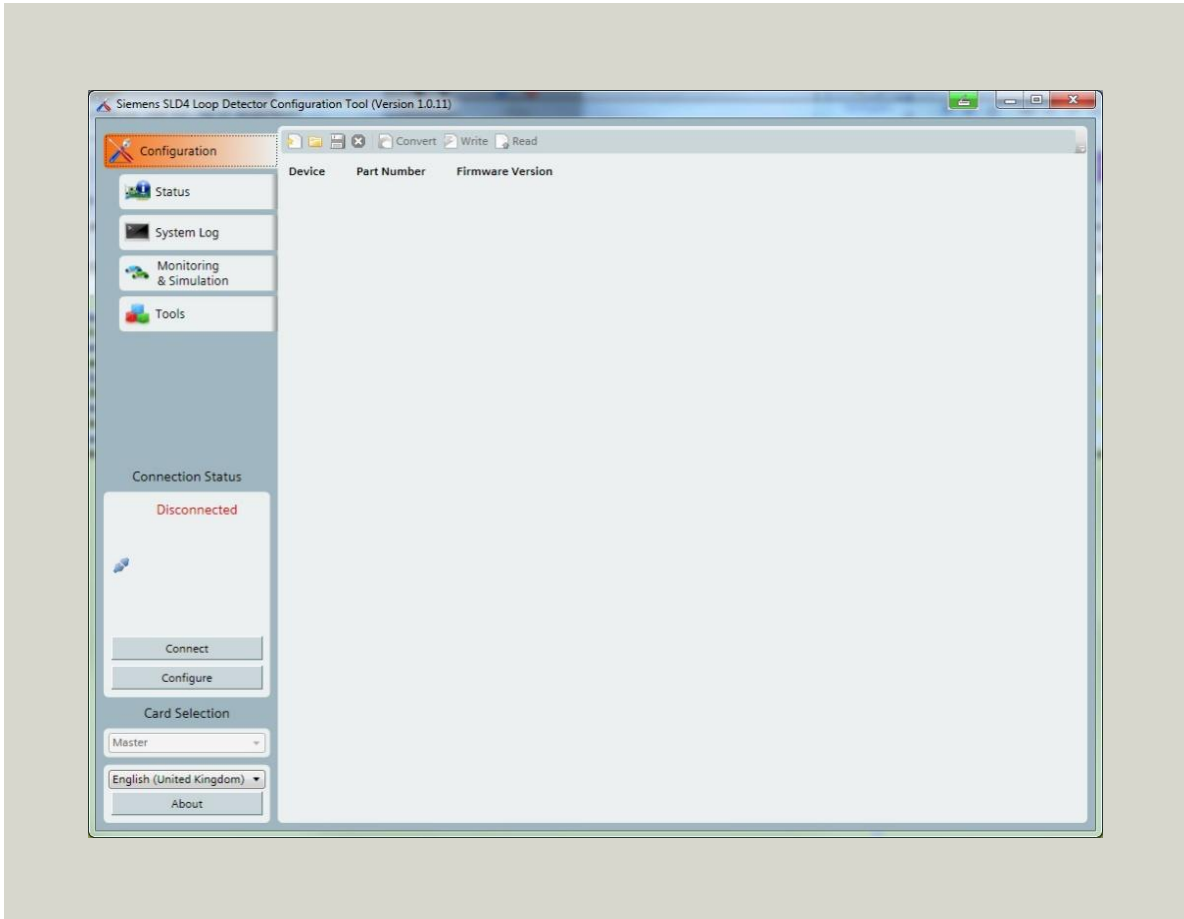 Siemens SLD4 Loop Detector Configuration Tool (Version 1.0.11)
Configuration
Convert Write Read
Device Part Number Firmware Version
Status
System Log
Monitoring
& Simulation
Tools
Connection Status
Disconnected
Connect
Configure
Card Selection
Master
English (United Kingdom)
About